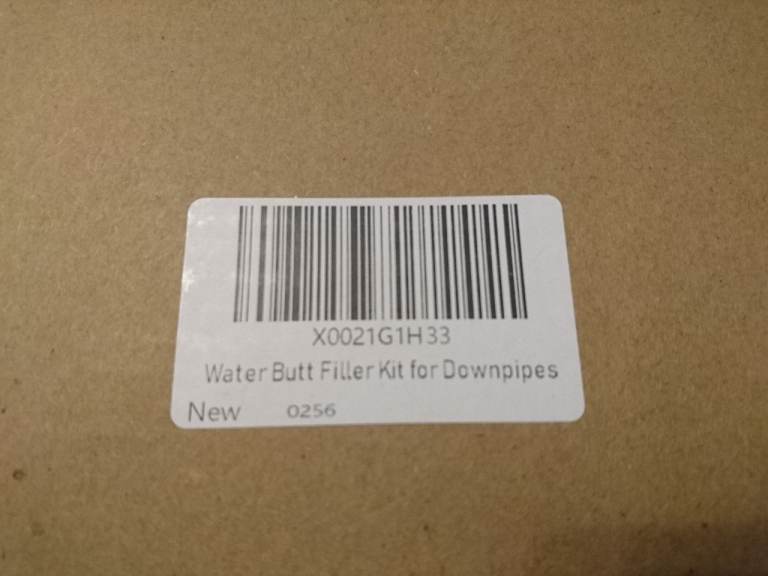 X0021G1H33
Water Butt Filler Kit for Downpipes
New 0256